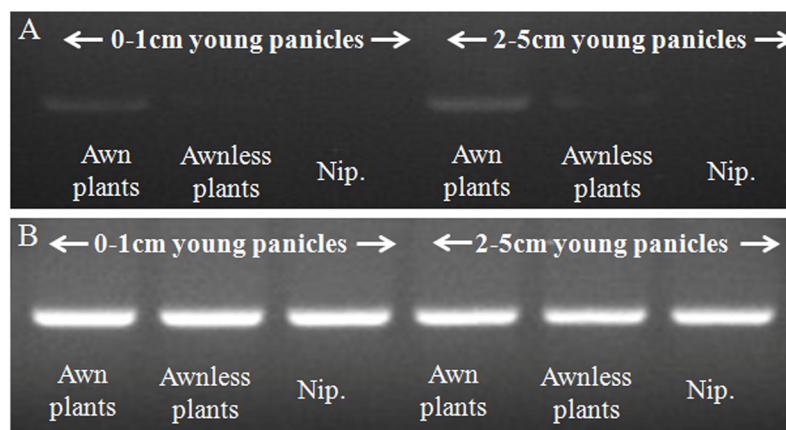 A
0-1cm young panicles
2-5cm young panicles
Awn plants
Awnless plants
Nip.
Awn plants
Awnless plants
Nip.
B
0-1cm young panicles
2-5cm young panicles
Awn plants
Awnless plants
Nip.
Awn plants
Awnless plants
Nip.